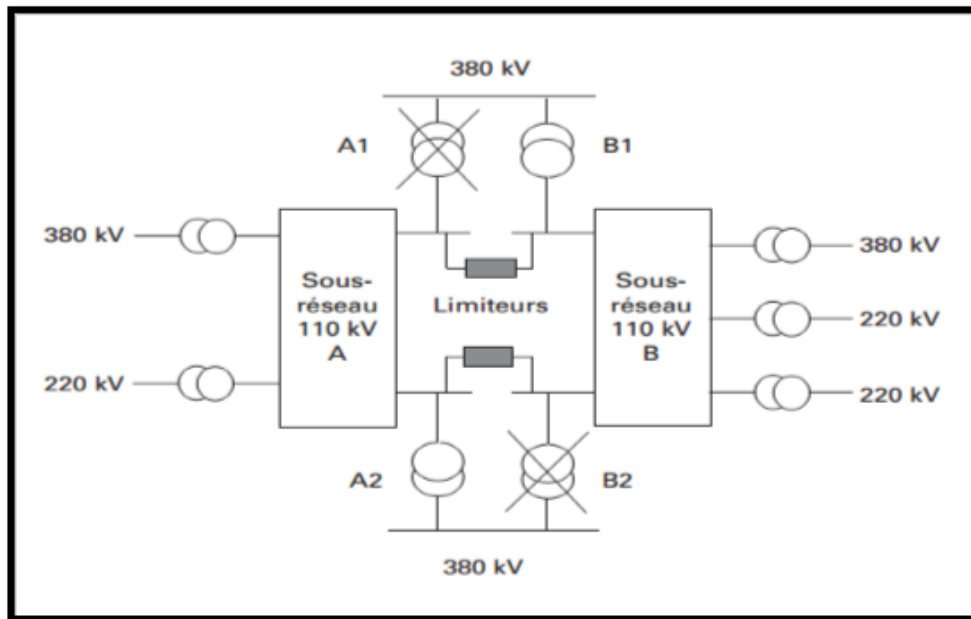 380 kV
A1
B1
380 kV
Sous-
réseau
110 kV
A
Limiteurs
Sous-
réseau
110 kV
B
380 kV
220 kV
220 kV
220 kV
A2
B2
380 kV